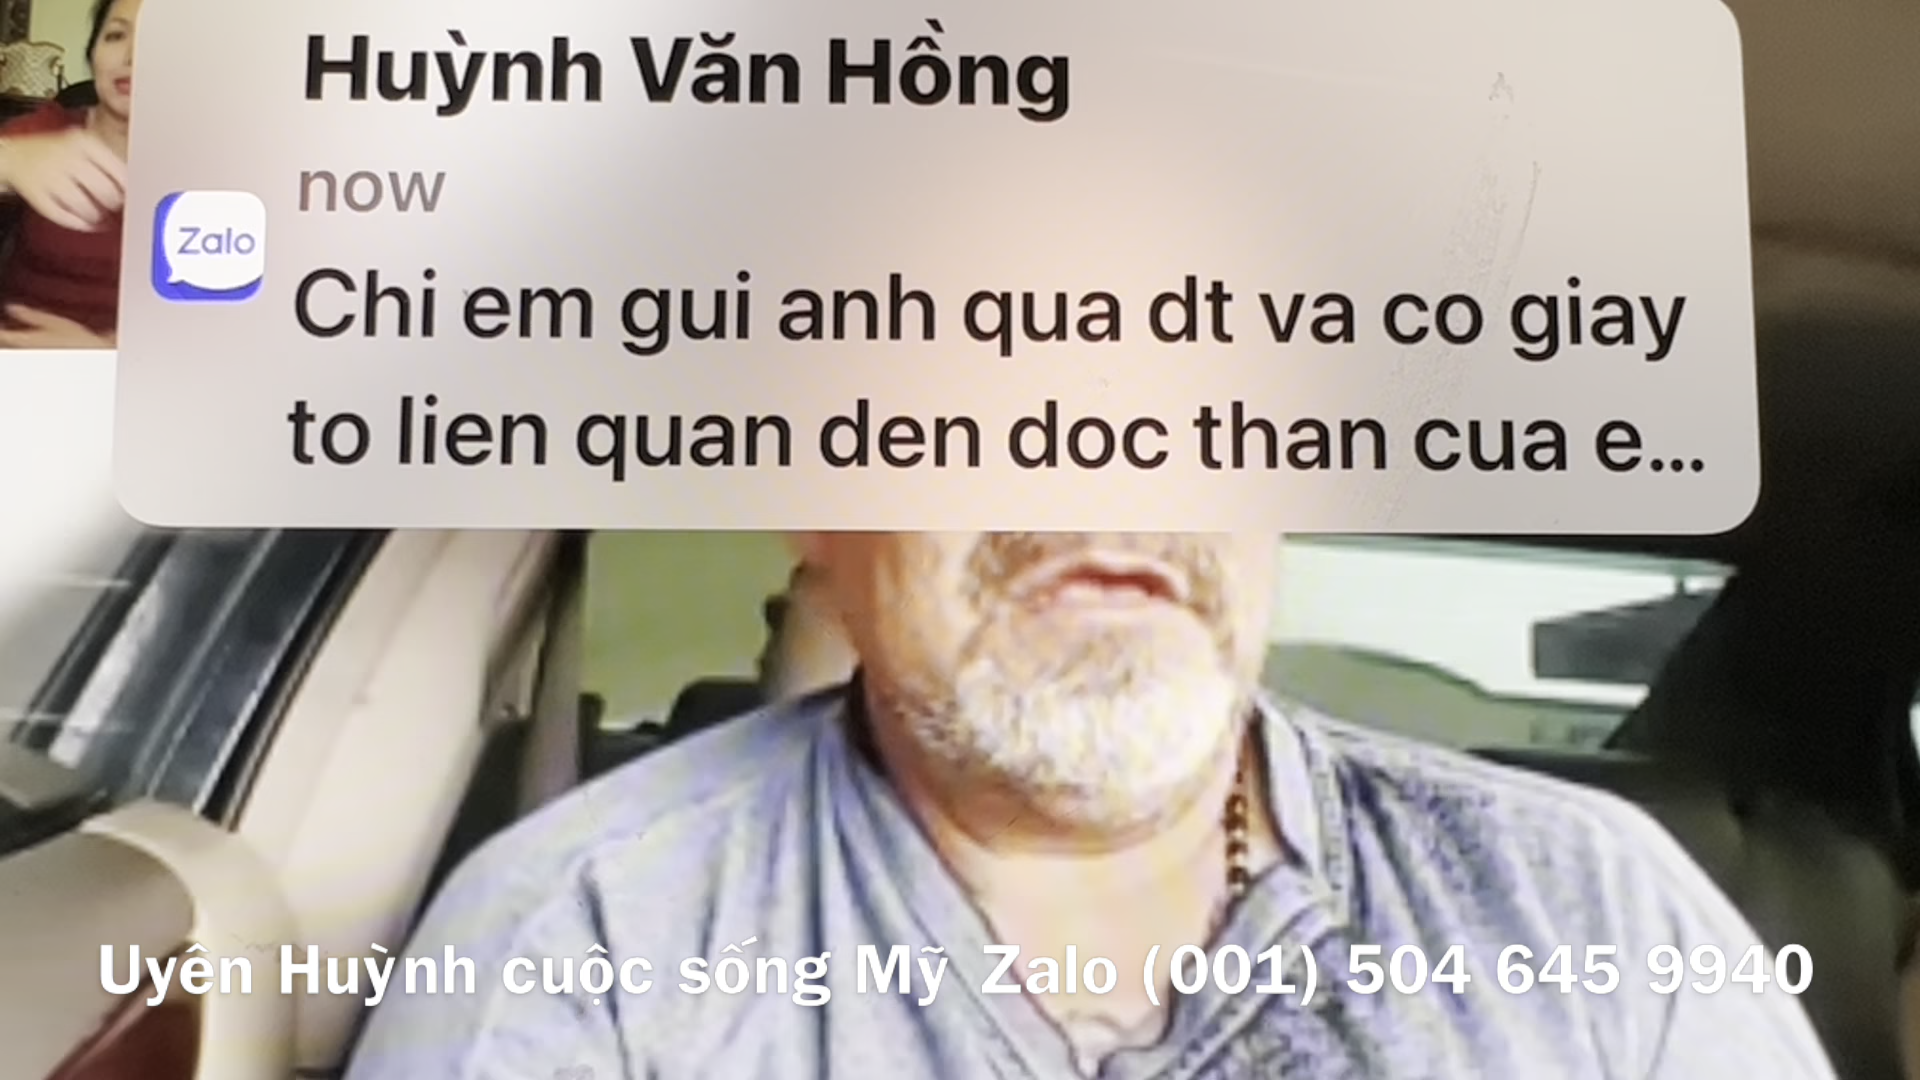 Huỳnh Văn Hồng
now
Zalo
Chi em gui anh qua dt va co giay
to lien quan den doc than cua e...
Uyên Huỳnh cuộc sống Mỹ Zalo (001) 504 645 9940